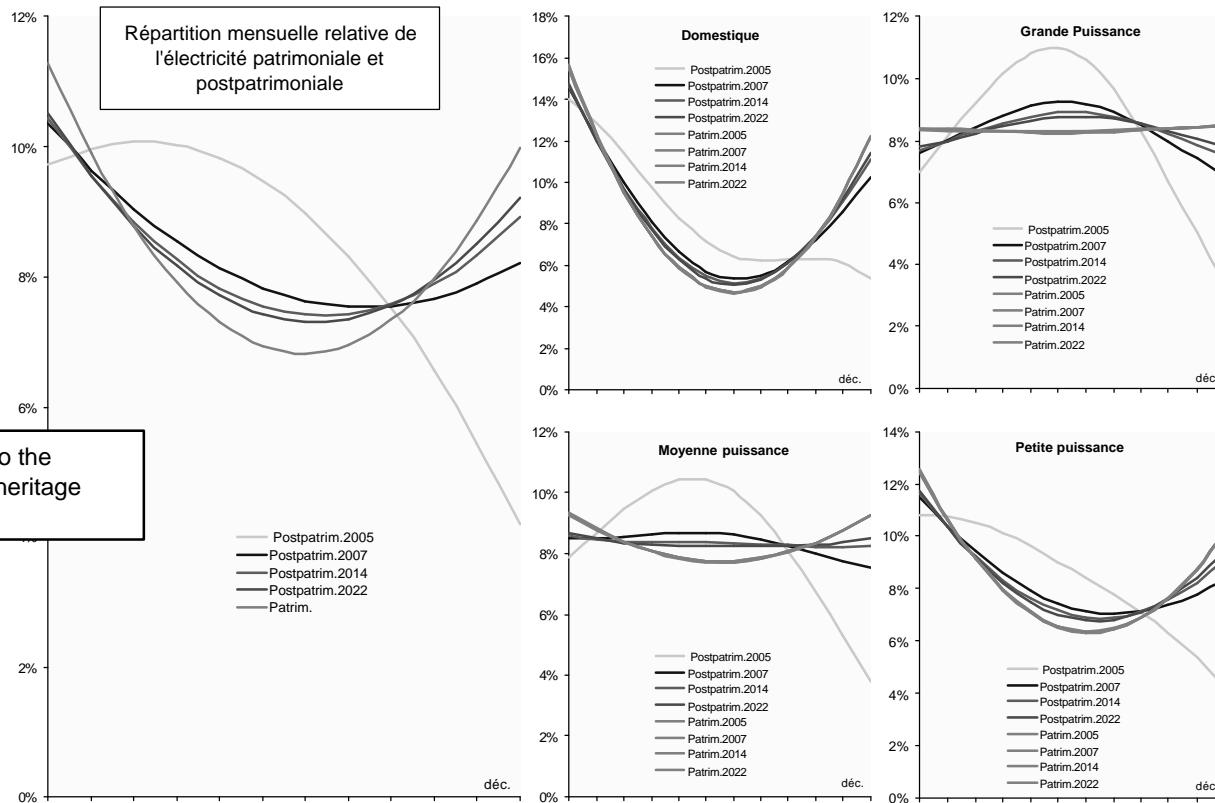 Répartition mensuelle relative de
l'électricité patrimoniale et
postpatrimoniale
12%
10%
8%
6%
4%
2%
0%
o the
heritage
Postpatrim.2005
Postpatrim.2007
Postpatrim.2014
Postpatrim.2022
Patrim.
déc.
Domestique
18%
16%
14%
12%
10%
8%
6%
4%
2%
0%
Postpatrim.2005
Postpatrim.2007
Postpatrim.2014
Postpatrim.2022
Patrim.2005
Patrim.2007
Patrim.2014
Patrim.2022
déc.
Grande Puissance
12%
10%
8%
6%
4%
2%
0%
Postpatrim.2005
Postpatrim.2007
Postpatrim.2014
Postpatrim.2022
Patrim.2005
Patrim.2007
Patrim.2014
Patrim.2022
déc
Moyenne puissance
12%
10%
8%
6%
4%
2%
0%
Postpatrim.2005
Postpatrim.2007
Postpatrim.2014
Postpatrim.2022
Patrim.2005
Patrim.2007
Patrim.2014
Patrim.2022
déc.
Petite puissance
14%
12%
10%
8%
6%
4%
2%
0%
Postpatrim.2005
Postpatrim.2007
Postpatrim.2014
Postpatrim.2022
Patrim.2005
Patrim.2007
Patrim.2014
Patrim.2022
déc